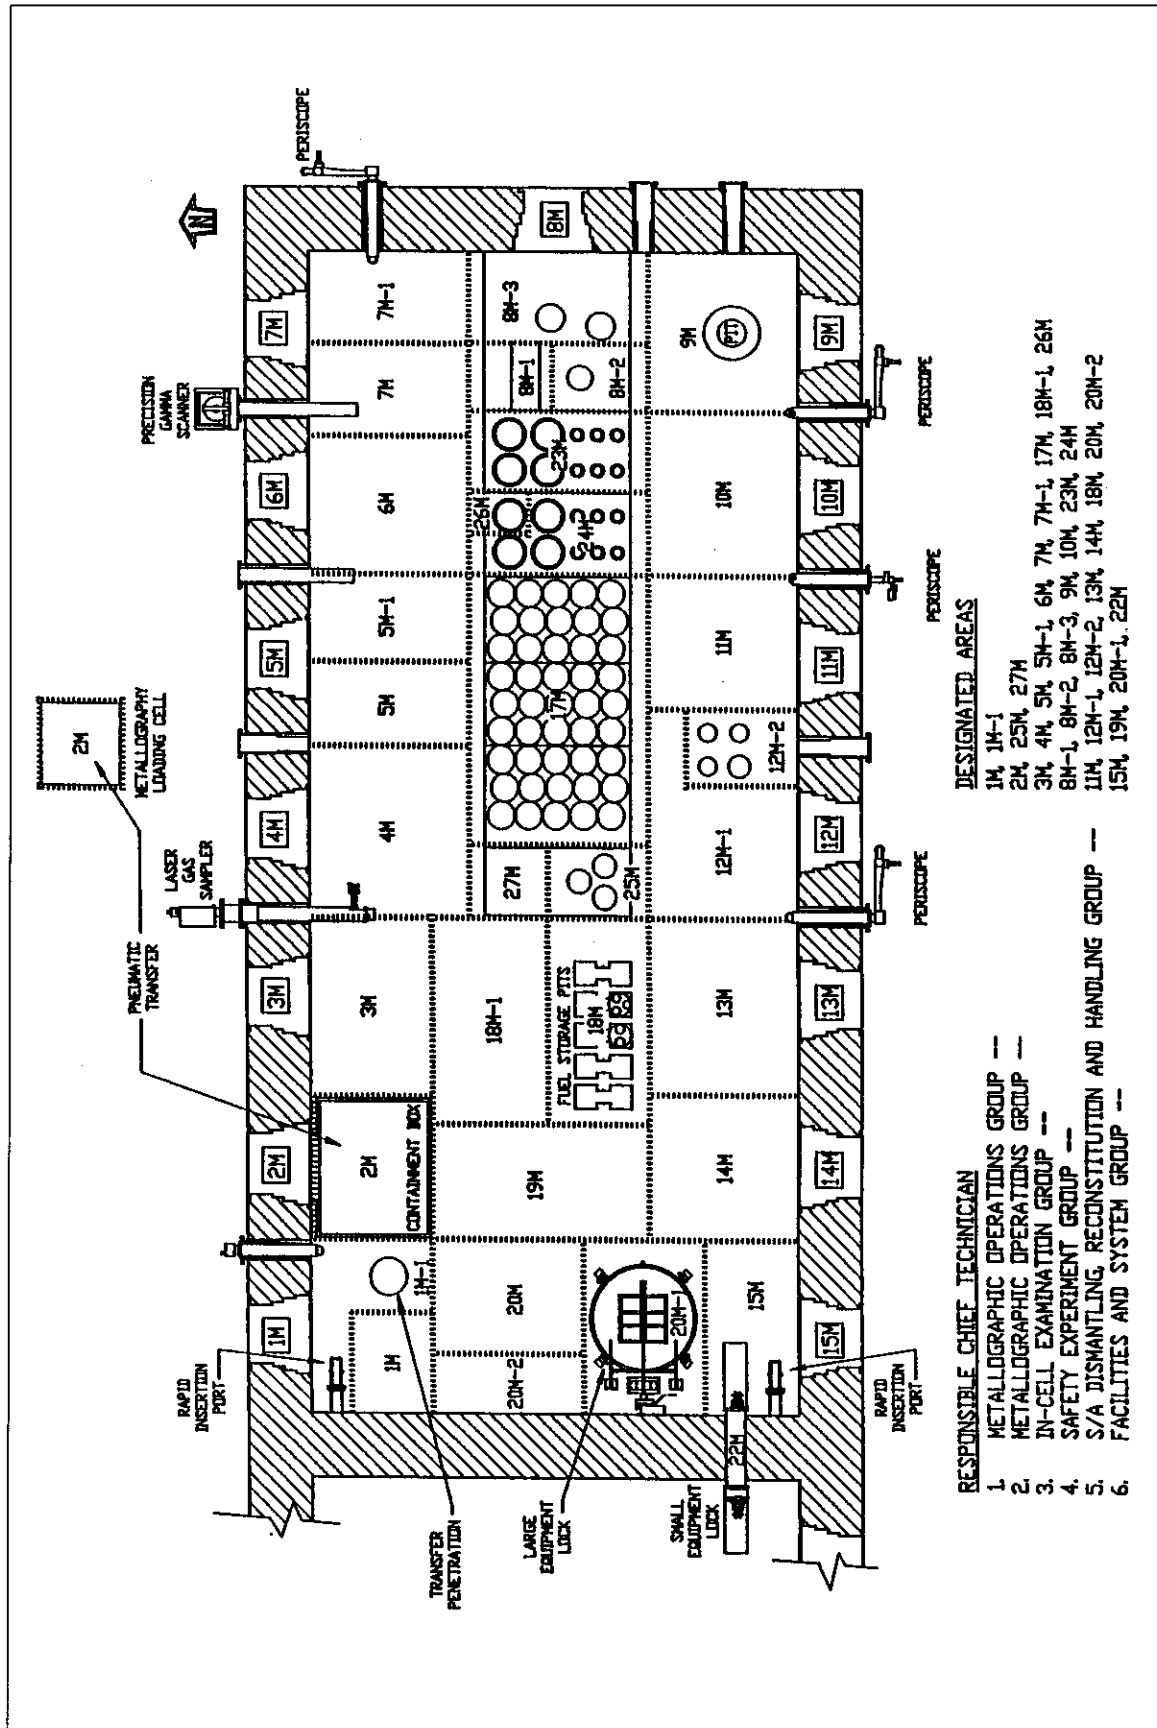 N
PERISCOPE
PRECISION
GAMMA
SCANNER
2M
METALLOGRAPHY
LOADING CELL
LASER
GAS
SAMPLER
PNEUMATIC
TRANSFER
RAPID
INSERTION
PORT
1M
2M
3M
4M
5M
6M
7M
1M
1M-1
2M
CONTAINMENT BOX
3M
4M
5M
5M-1
6M
7M
7M-1
8M
20M-2
20M
19M
18M-1
FUEL STORAGE PITS
18M
27M
25M
17M
26M
24M
23M
8M-1
8M-2
8M-3
20M-1
15M
14M
13M
12M-1
12M-2
11M
10M
9M
PIT
22M
15M
14M
13M
12M
11M
10M
9M
TRANSFER
PENETRATION
LARGE
EQUIPMENT
LOCK
SMALL
EQUIPMENT
LOCK
RAPID
INSERTION
PORT
PERISCOPE
PERISCOPE
PERISCOPE
RESPONSIBLE CHIEF TECHNICIAN DESIGNATED AREAS
1. METALLOGRAPHIC OPERATIONS GROUP -- 1M, 1M-1
2. METALLOGRAPHIC OPERATIONS GROUP -- 2M, 25M, 27M
3. IN-CELL EXAMINATION GROUP -- 3M, 4M, 5M, 5M-1, 6M, 7M, 7M-1, 17M, 18M-1, 26M
4. SAFETY EXPERIMENT GROUP -- 8M-1, 8M-2, 8M-3, 9M, 10M, 23M, 24M
5. S/A DISMANTLING, RECONSTITUTION AND HANDLING GROUP -- 11M, 12M-1, 12M-2, 13M, 14M, 18M, 20M, 20M-2
6. FACILITIES AND SYSTEM GROUP -- 15M, 19M, 20M-1, 22M